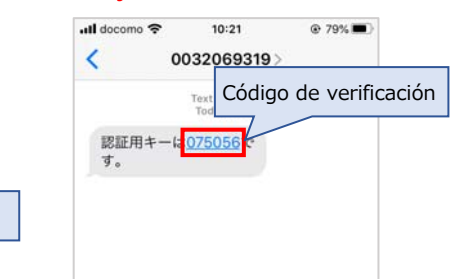 docomo 10:21 79%
0032069319
Código de verificación
Text
Tod
認証用キーは075056で
す。